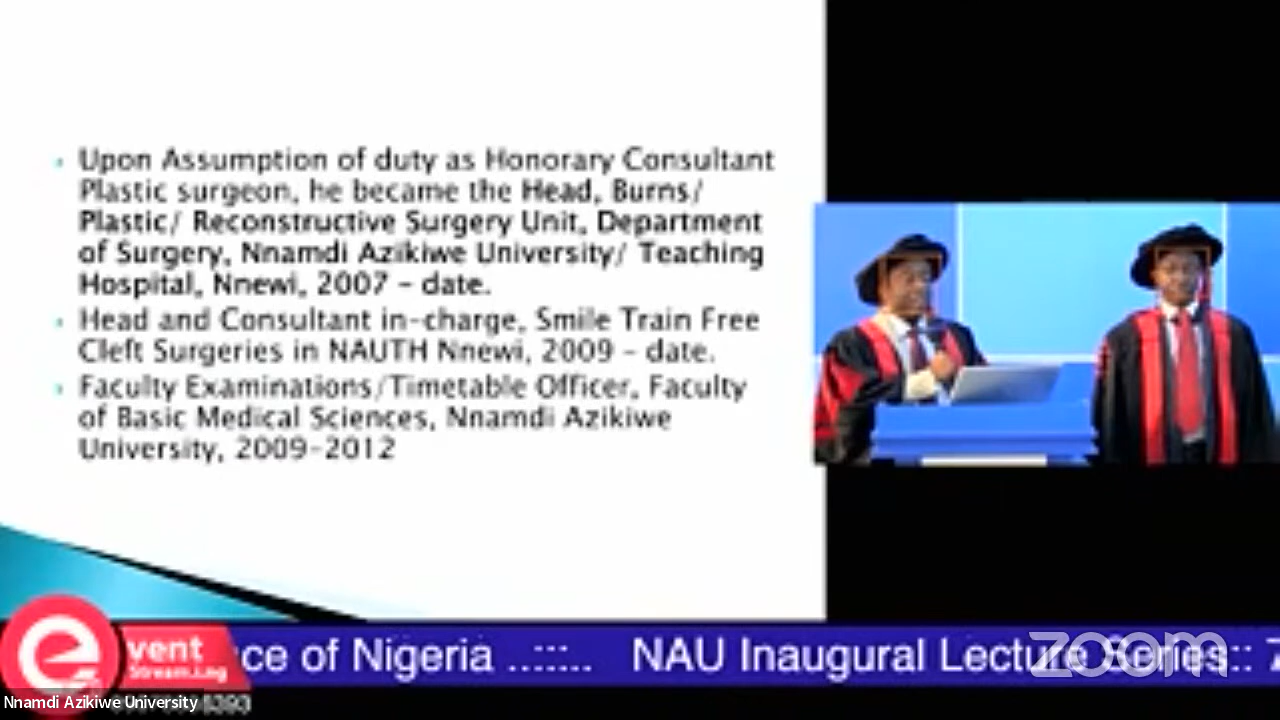 Upon Assumption of duty as Honorary Consultant
Plastic surgeon, he became the Head, Burns/
Plastic/ Reconstructive Surgery Unit, Department
of Surgery, Nnamdi Azikiwe University/ Teaching
Hospital, Nnewi, 2007 – date.
Head and Consultant in-charge, Smile Train Free
Cleft Surgeries in NAUTH Nnewi, 2009 – date.
Faculty Examinations/Timetable Officer, Faculty
of Basic Medical Sciences, Nnamdi Azikiwe
University, 2009-2012
event
Streaming
ce of Nigeria ..:::.. NAU Inaugural Lecture Series::
zoom
Nnamdi Azikiwe University